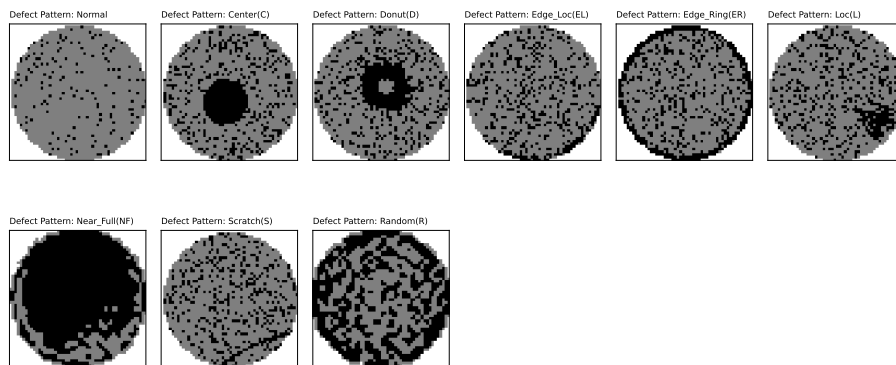 Defect Pattern: Normal
Defect Pattern: Center(C)
Defect Pattern: Donut(D)
Defect Pattern: Edge_Loc(EL)
Defect Pattern: Edge_Ring(ER)
Defect Pattern: Loc(L)
Defect Pattern: Near_Full(NF)
Defect Pattern: Scratch(S)
Defect Pattern: Random(R)